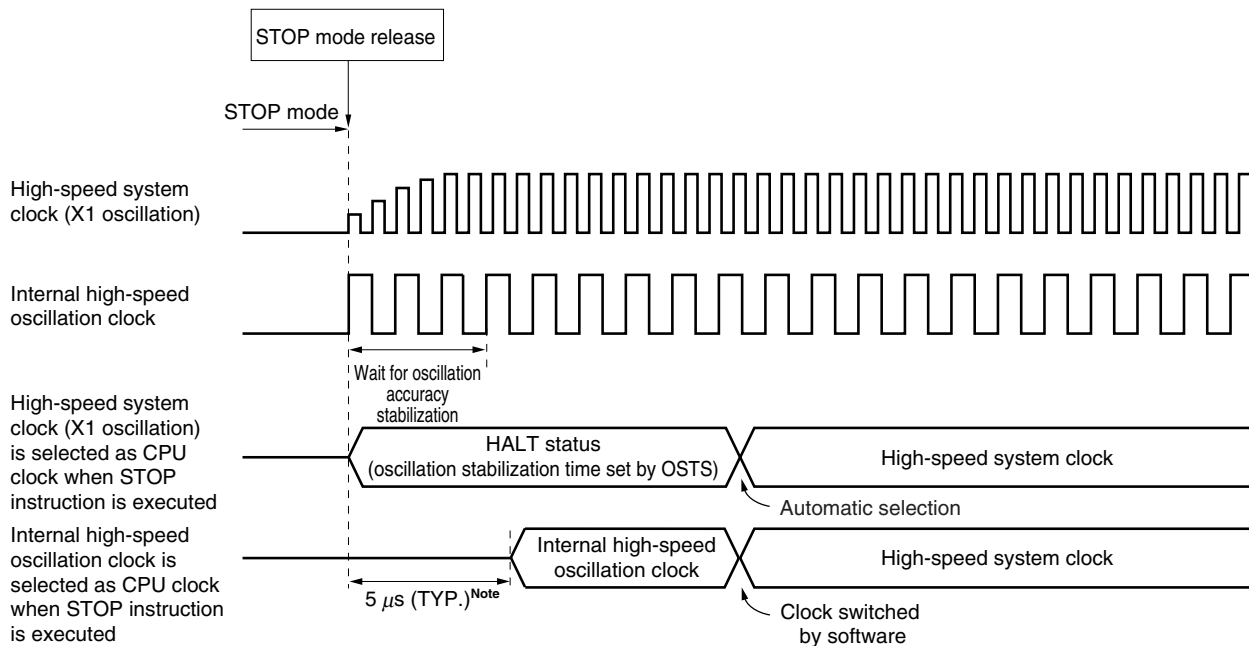 STOP mode release
STOP mode
High-speed system
clock (X1 oscillation)
Internal high-speed
oscillation clock
Wait for oscillation
accuracy
stabilization
High-speed system
clock (X1 oscillation)
is selected as CPU
clock when STOP
instruction is executed
HALT status
(oscillation stabilization time set by OSTS)
High-speed system clock
Automatic selection
Internal high-speed
oscillation clock is
selected as CPU clock
when STOP instruction
is executed
Internal high-speed
oscillation clock
High-speed system clock
5 μs (TYP.)Note
Clock switched
by software